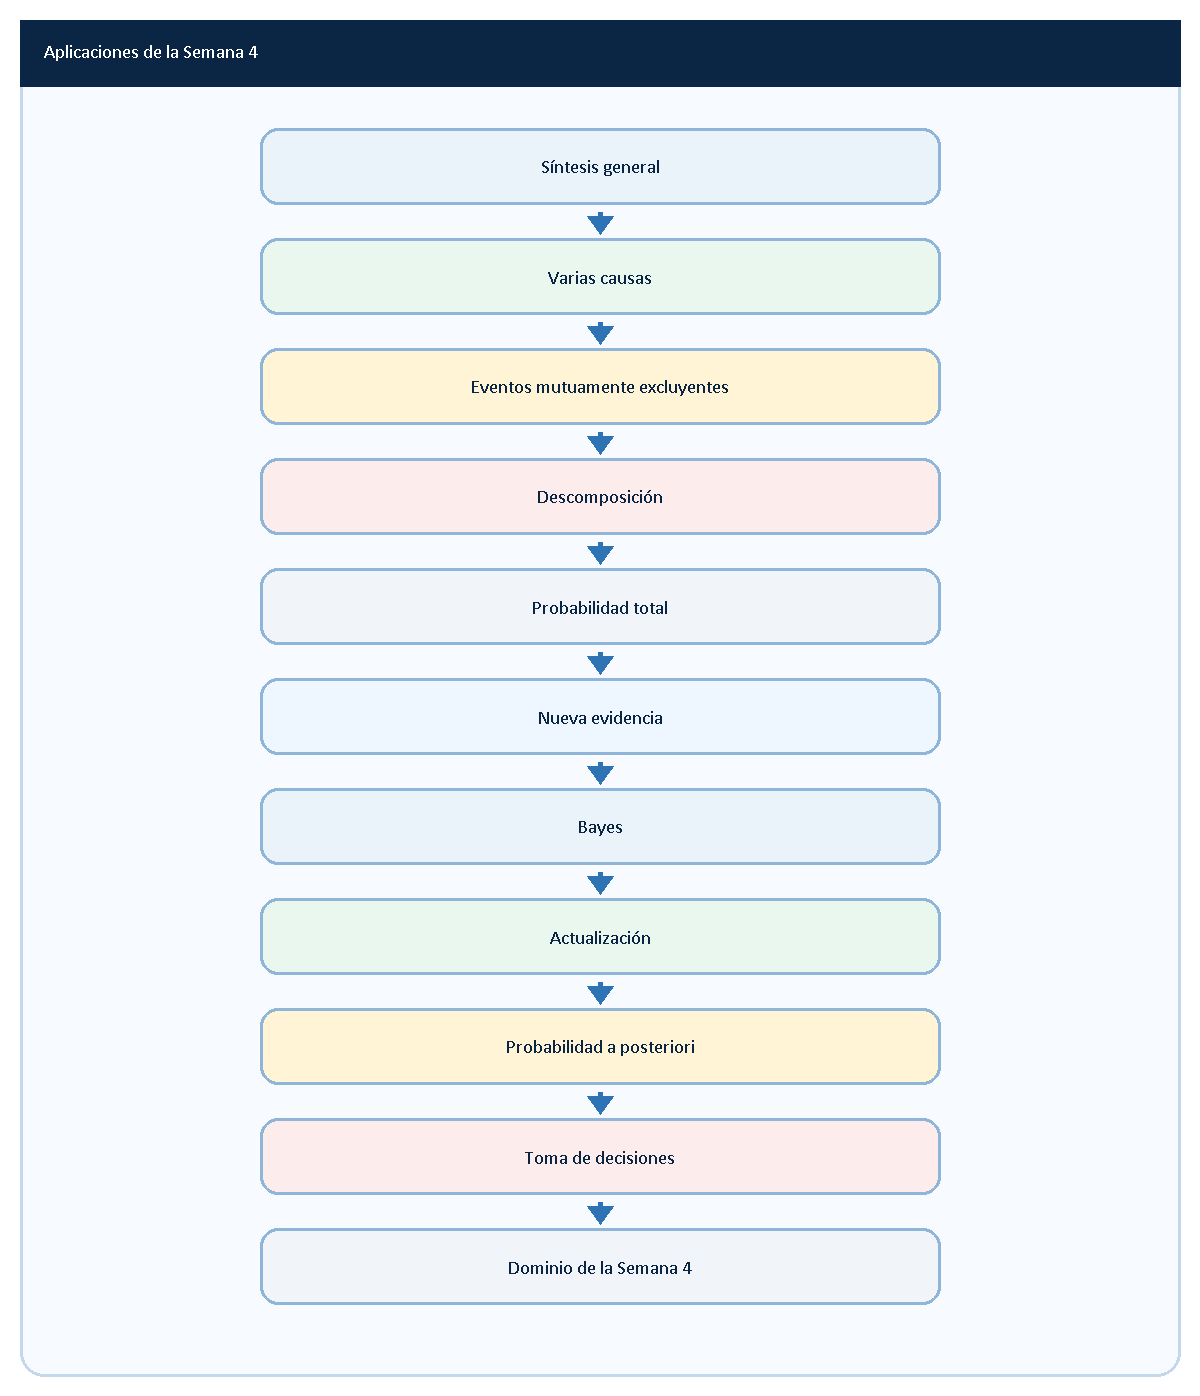 Aplicaciones de la Semana 4
Síntesis general
Varias causas
Eventos mutuamente excluyentes
Descomposición
Probabilidad total
Nueva evidencia
Bayes
Actualización
Probabilidad a posteriori
Toma de decisiones
Dominio de la Semana 4